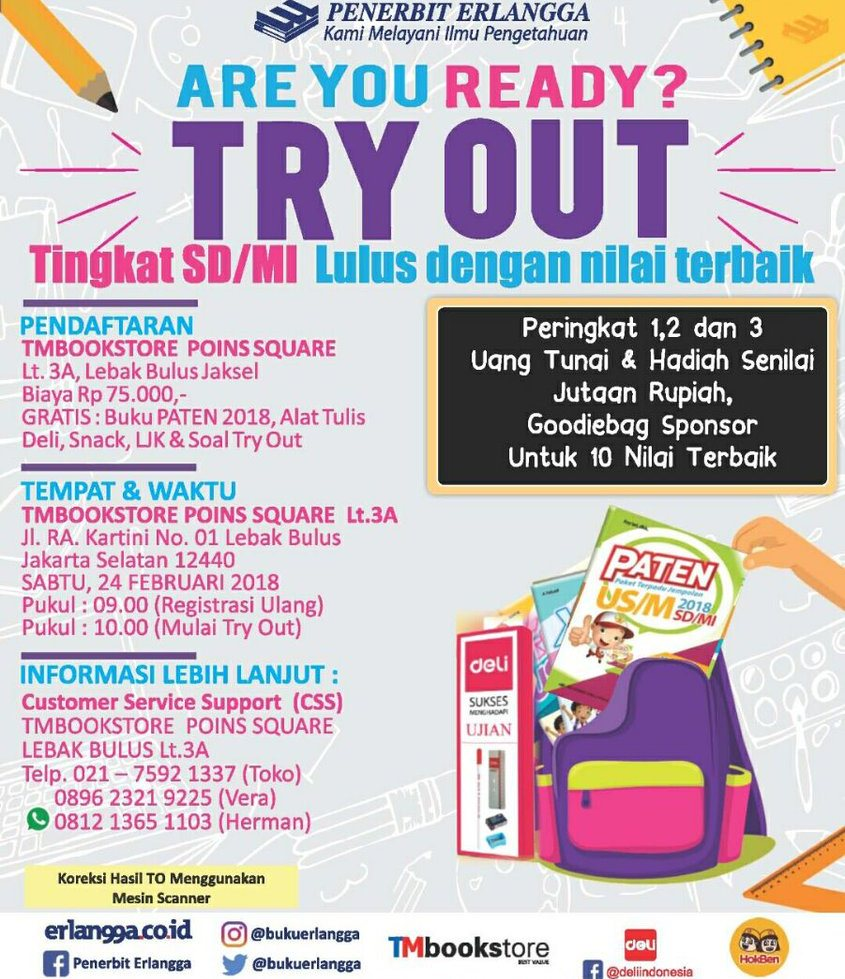 PENERBIT ERLANGGA
Kami Melayani Ilmu Pengetahuan
ARE YOU READY?
TRY OUT
Tingkat SD/MI Lulus dengan nilai terbaik
PENDAFTARAN
TMBOOKSTORE POINS SQUARE
Lt. 3A, Lebak Bulus Jaksel
Biaya Rp 75.000,-
GRATIS : Buku PATEN 2018, Alat Tulis
Deli, Snack, LJK & Soal Try Out
Peringkat 1,2 dan 3
Uang Tunai & Hadiah Senilai
Jutaan Rupiah,
Goodiebag Sponsor
Untuk 10 Nilai Terbaik
TEMPAT & WAKTU
TMBOOKSTORE POINS SQUARE Lt.3A
Jl. RA. Kartini No. 01 Lebak Bulus
Jakarta Selatan 12440
SABTU, 24 FEBRUARI 2018
Pukul : 09.00 (Registrasi Ulang)
Pukul : 10.00 (Mulai Try Out)
INFORMASI LEBIH LANJUT :
Customer Service Support (CSS)
TMBOOKSTORE POINS SQUARE
LEBAK BULUS Lt.3A
Telp. 021 – 7592 1337 (Toko)
0896 2321 9225 (Vera)
0812 1365 1103 (Herman)
PATEN
Paket Terpadu Jempolan
US/M 2018
SD/MI
deli
SUKSES
MENGHADAPI
UJIAN
Koreksi Hasil TO Menggunakan
Mesin Scanner
erlangga.co.id
@bukuerlangga
Penerbit Erlangga
@bukuerlangga
TMbookstore
BEST VALUE
deli
@deliindonesia
HokBen